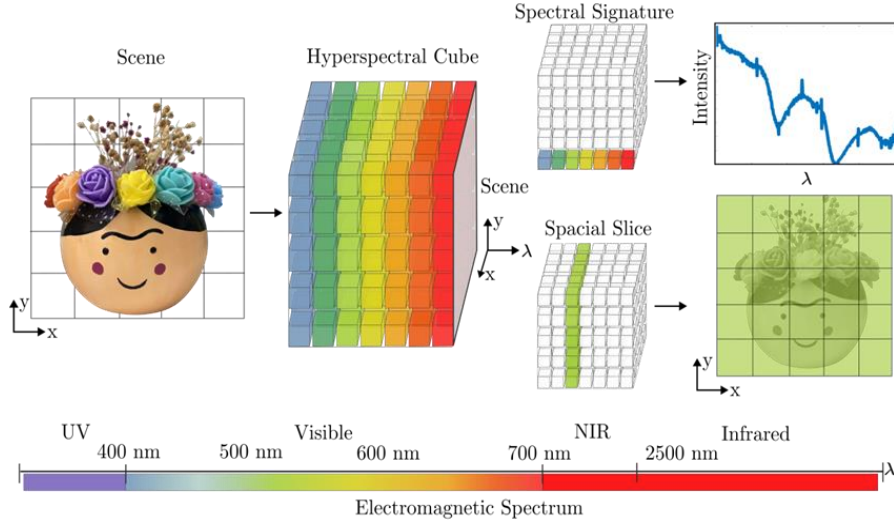 Scene
Hyperspectral Cube
Spectral Signature
Intensity
λ
Scene
y
λ
x
Spacial Slice
y
x
y
x
UV
Visible
NIR
Infrared
400 nm
500 nm
600 nm
700 nm
2500 nm
λ
Electromagnetic Spectrum